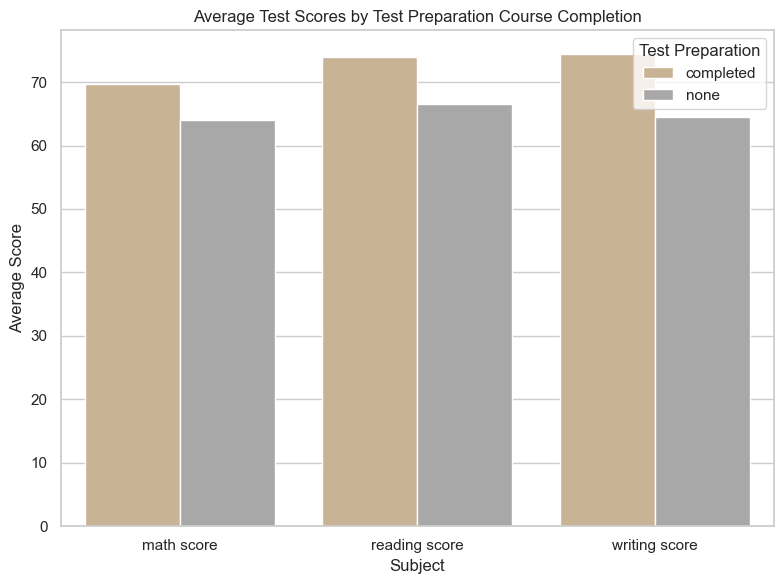 Average Test Scores by Test Preparation Course Completion
Test Preparation
completed
none
Average Score
70
60
50
40
30
20
10
0
math score
reading score
writing score
Subject